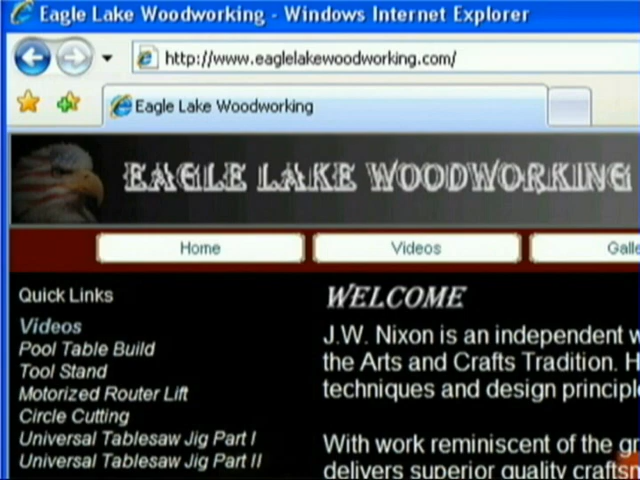 Eagle Lake Woodworking - Windows Internet Explorer
http://www.eaglelakewoodworking.com/
Eagle Lake Woodworking
EAGLE LAKE WOODWORKING
Home Videos Galle
Quick Links
WELCOME
Videos
Pool Table Build
Tool Stand
Motorized Router Lift
Circle Cutting
Universal Tablesaw Jig Part I
Universal Tablesaw Jig Part II
J.W. Nixon is an independent w
the Arts and Crafts Tradition. H
techniques and design principle
With work reminiscent of the gr
delivers superior quality craftsm